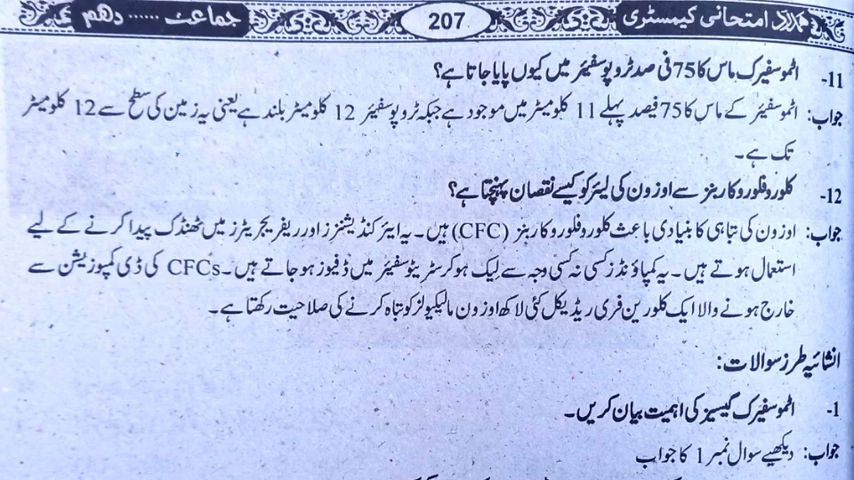 ہمدرد امتحانی کیمسٹری
207
جماعت ...... دهم
11- اٹموسفیرک ماس کا 75 فی صد ٹروپوسفیئر میں کیوں پایا جاتا ہے؟
جواب: اٹموسفیئر کے ماس کا 75 فیصد پہلے 11 کلومیٹر میں موجود ہے جبکہ ٹروپوسفیئر 12 کلومیٹر بلند ہے یعنی یہ زمین کی سطح سے 12 کلومیٹر
تک ہے۔
12- کلوروفلوروکاربنز سے اوزون کی لیئر کو کیسے نقصان پہنچتا ہے؟
جواب: اوزون کی تباہی کا بنیادی باعث کلوروفلوروکاربنز (CFC) ہیں۔ یہ ایئر کنڈیشنرز اور ریفریجریٹرز میں ٹھنڈک پیدا کرنے کے لیے
استعمال ہوتے ہیں۔ یہ کمپاؤنڈز کسی نہ کسی وجہ سے لیک ہو کر سٹریٹوسفیئر میں ڈفیوز ہو جاتے ہیں۔ CFCs کی ڈی کمپوزیشن سے
خارج ہونے والا ایک کلورین فری ریڈیکل کئی لاکھ اوزون مالیکیولز کو تباہ کرنے کی صلاحیت رکھتا ہے۔
انشائیہ طرز سوالات:
1- اٹموسفیرک گیسیز کی اہمیت بیان کریں۔
جواب: دیکھیے سوال نمبر 1 کا جواب